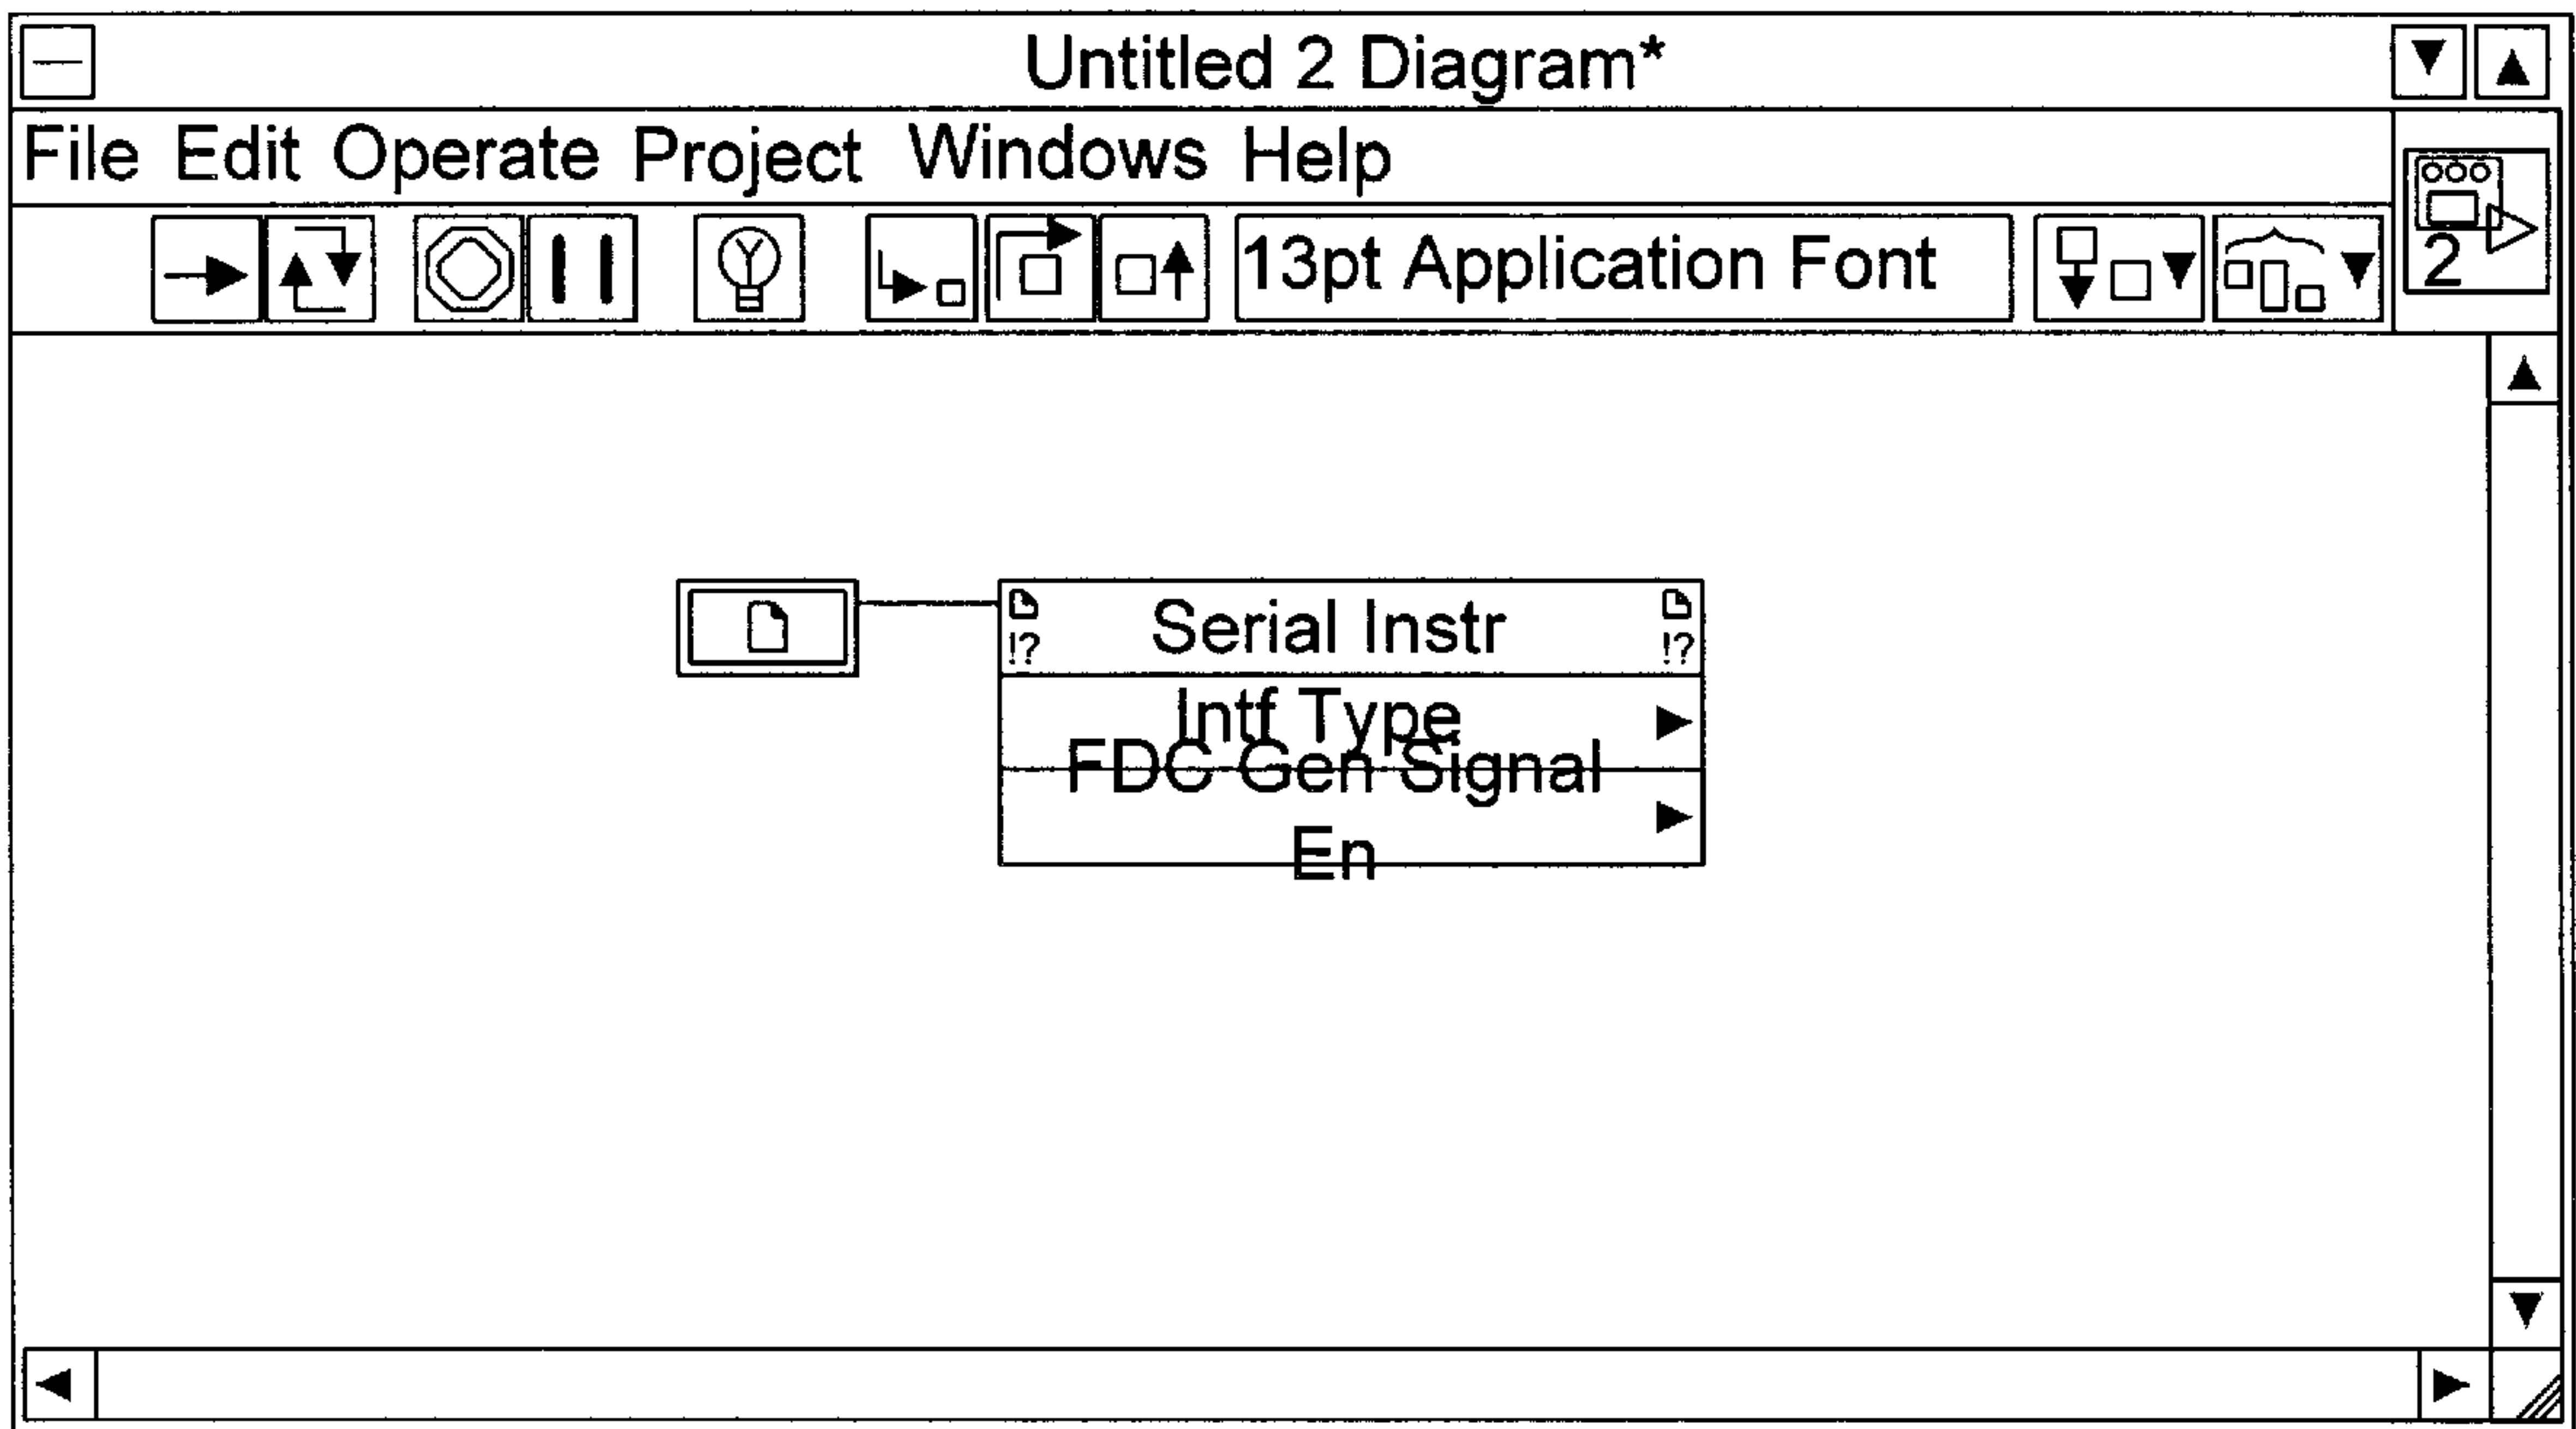 Untitled 2 Diagram*
File Edit Operate Project Windows Help
13pt Application Font
2
Serial Instr
!? !?
Intf Type
FDC Gen Signal
En